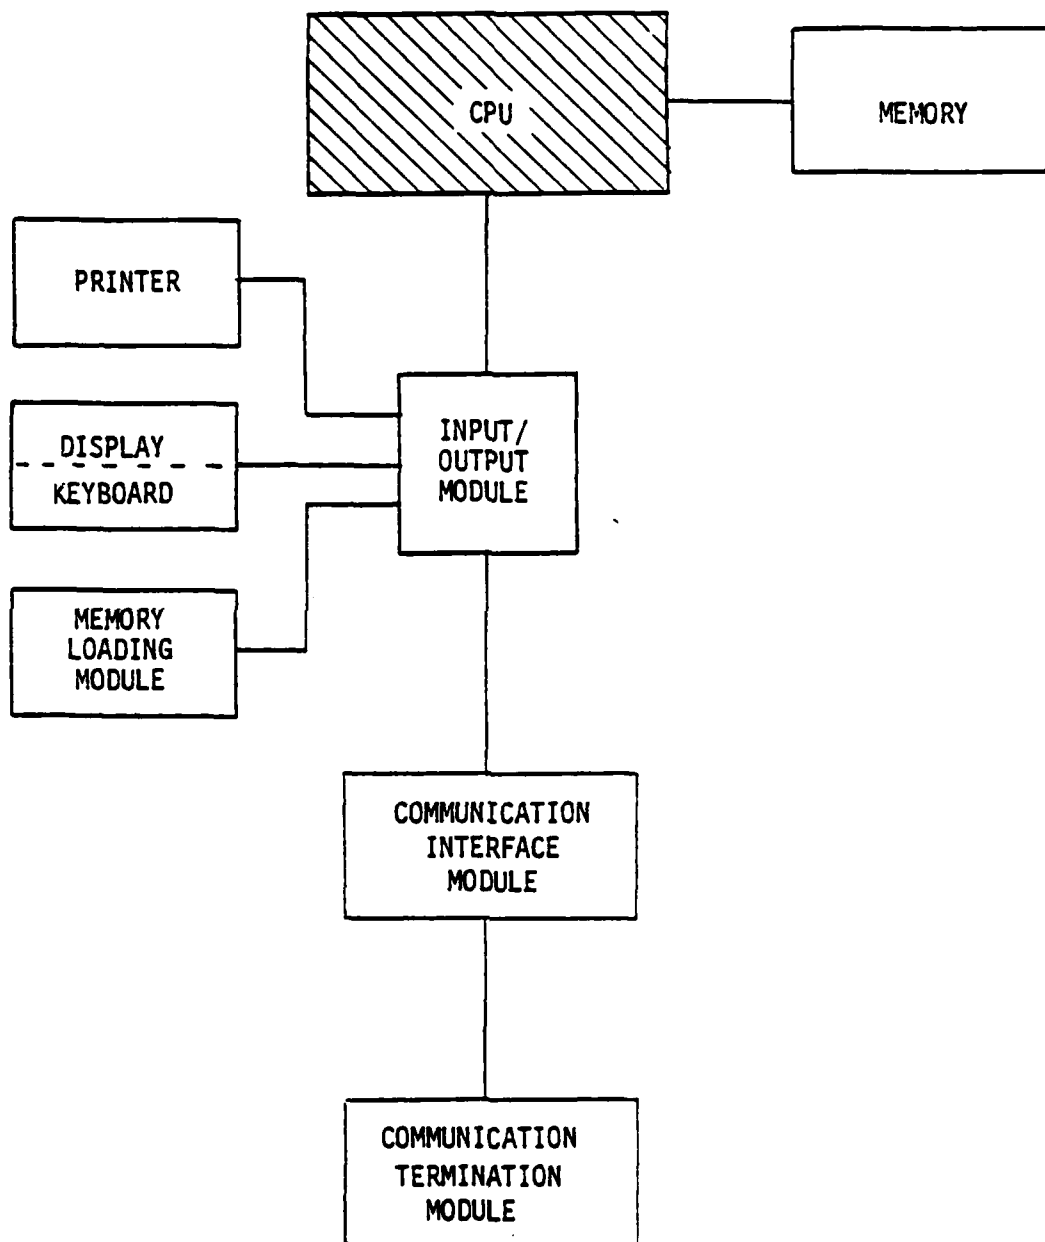 CPU
MEMORY
PRINTER
DISPLAY
KEYBOARD
MEMORY
LOADING
MODULE
INPUT/
OUTPUT
MODULE
COMMUNICATION
INTERFACE
MODULE
COMMUNICATION
TERMINATION
MODULE